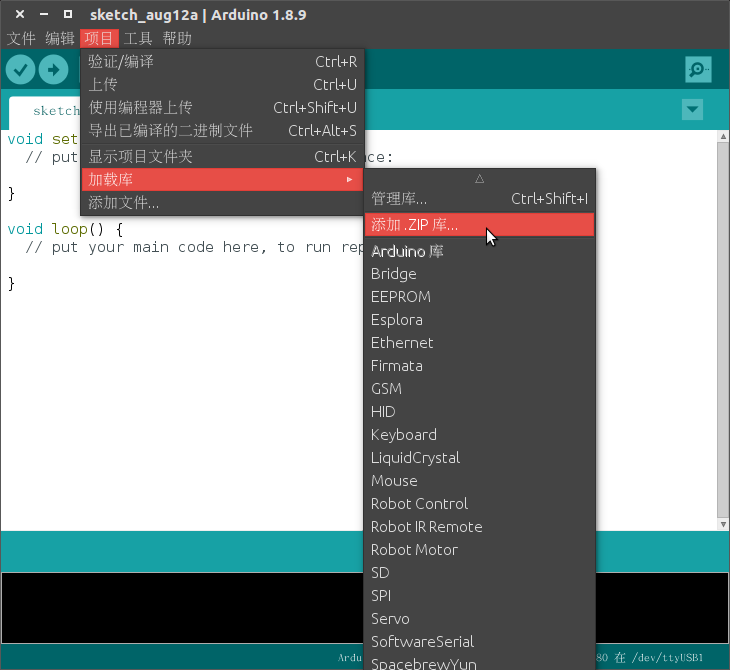 sketch_aug12a | Arduino 1.8.9
文件 编辑 项目 工具 帮助
验证/编译 Ctrl+R
上传 Ctrl+U
使用编程器上传 Ctrl+Shift+U
导出已编译的二进制文件 Ctrl+Alt+S
显示项目文件夹 Ctrl+K
加载库
添加文件...
管理库... Ctrl+Shift+I
添加 .ZIP 库...
Arduino 库
Bridge
EEPROM
Esplora
Ethernet
Firmata
GSM
HID
Keyboard
LiquidCrystal
Mouse
Robot Control
Robot IR Remote
Robot Motor
SD
SPI
Servo
SoftwareSerial
SpacebrewYun
sketch
void set
// put
ce:
}
void loop() {
// put your main code here, to run rep
}
Ardu
80 在 /dev/ttyUSB1